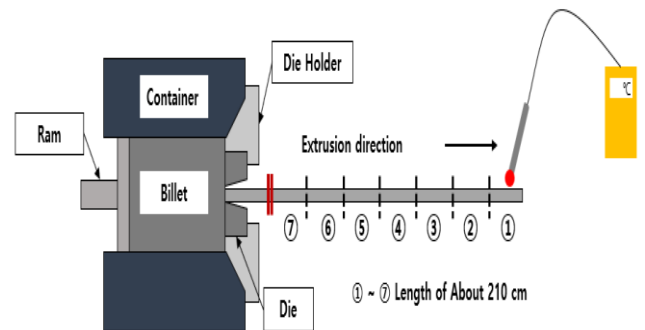 Die Holder
Container
℃
Ram
Extrusion direction
Billet
⑦ ⑥ ⑤ ④ ③ ② ①
① ~ ⑦ Length of About 210 cm
Die